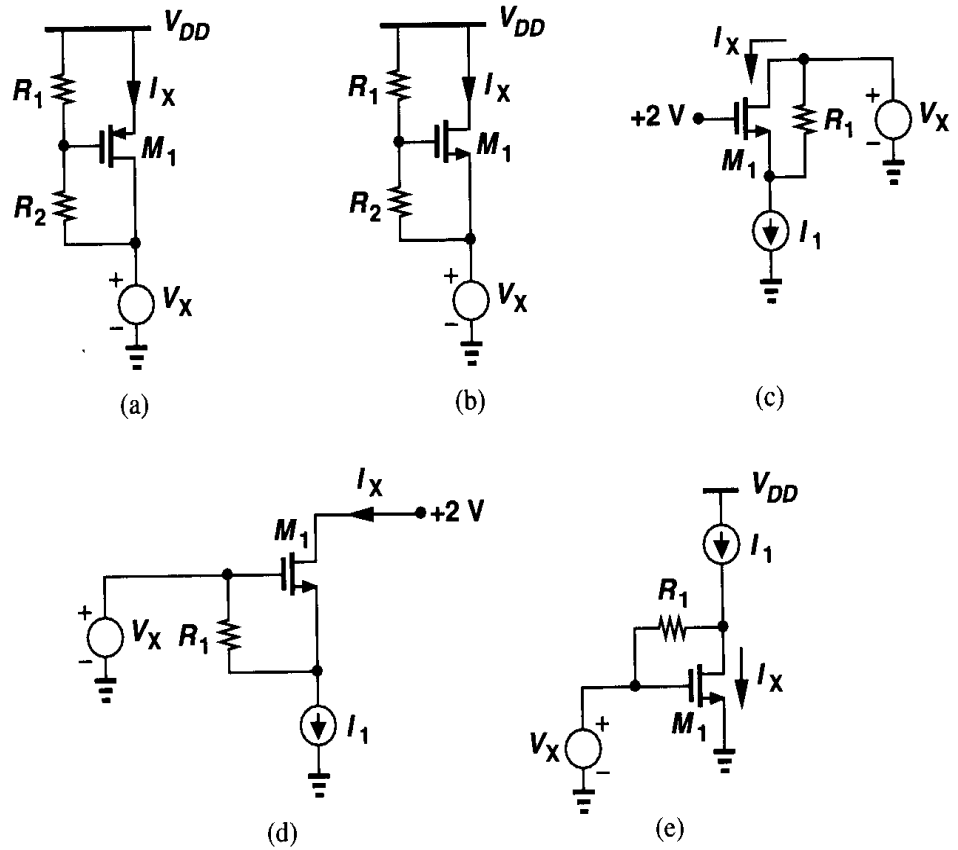 V_DD
R_1
I_X
M_1
R_2
+
V_X
−
(a)
V_DD
R_1
I_X
M_1
R_2
+
V_X
−
(b)
I_X
+2 V
M_1
R_1
+
V_X
−
I_1
(c)
I_X
+2 V
M_1
+
V_X
−
R_1
I_1
(d)
V_DD
I_1
R_1
I_X
M_1
V_X
+
−
(e)